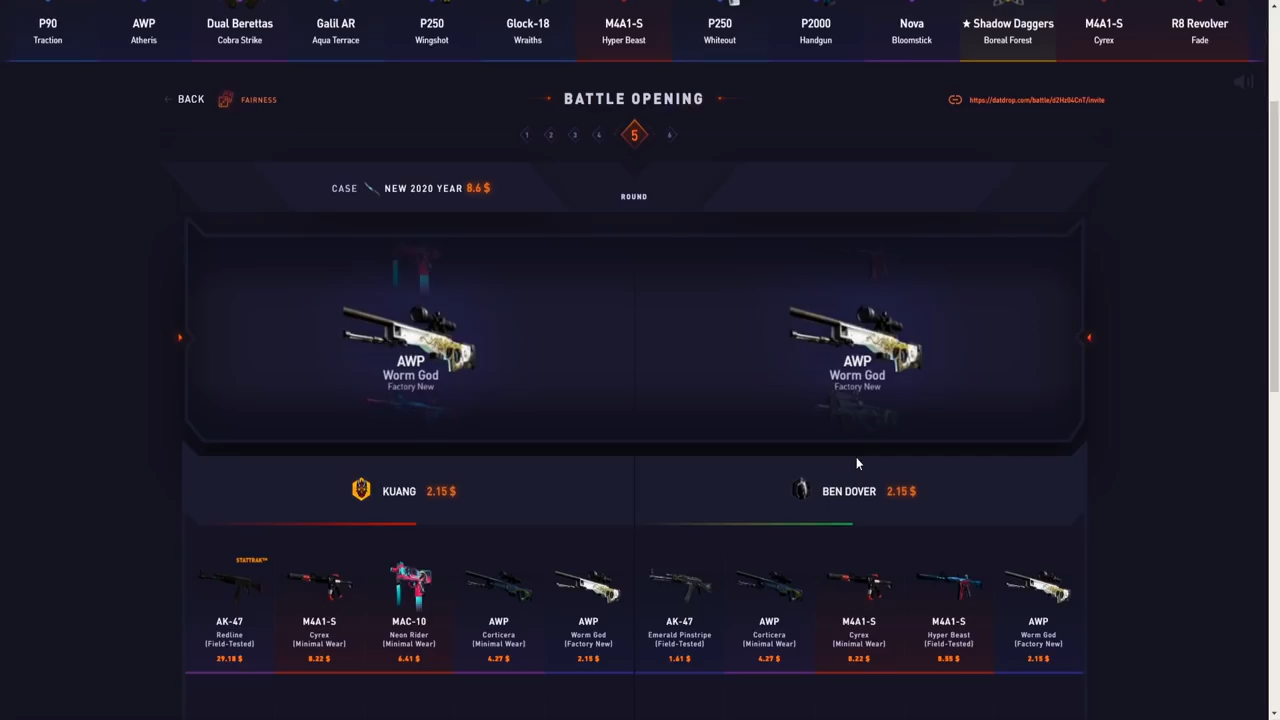 P90
Traction
AWP
Atheris
Dual Berettas
Cobra Strike
Galil AR
Aqua Terrace
P250
Wingshot
Glock-18
Wraiths
M4A1-S
Hyper Beast
P250
Whiteout
P2000
Handgun
Nova
Bloomstick
★ Shadow Daggers
Boreal Forest
M4A1-S
Cyrex
R8 Revolver
Fade
← BACK
FAIRNESS
BATTLE OPENING
https://datdrop.com/battle/d2Hz04CnT/invite
1 2 3 4 5 6
CASE NEW 2020 YEAR 8.6 $
ROUND
AWP
Worm God
Factory New
AWP
Worm God
Factory New
KUANG 2.15 $
BEN DOVER 2.15 $
STATTRAK™
AK-47
Redline
(Field-Tested)
29.18 $
M4A1-S
Cyrex
(Minimal Wear)
8.22 $
MAC-10
Neon Rider
(Minimal Wear)
6.41 $
AWP
Corticera
(Minimal Wear)
4.27 $
AWP
Worm God
(Factory New)
2.15 $
AK-47
Emerald Pinstripe
(Field-Tested)
1.61 $
AWP
Corticera
(Minimal Wear)
4.27 $
M4A1-S
Cyrex
(Minimal Wear)
8.22 $
M4A1-S
Hyper Beast
(Field-Tested)
8.55 $
AWP
Worm God
(Factory New)
2.15 $